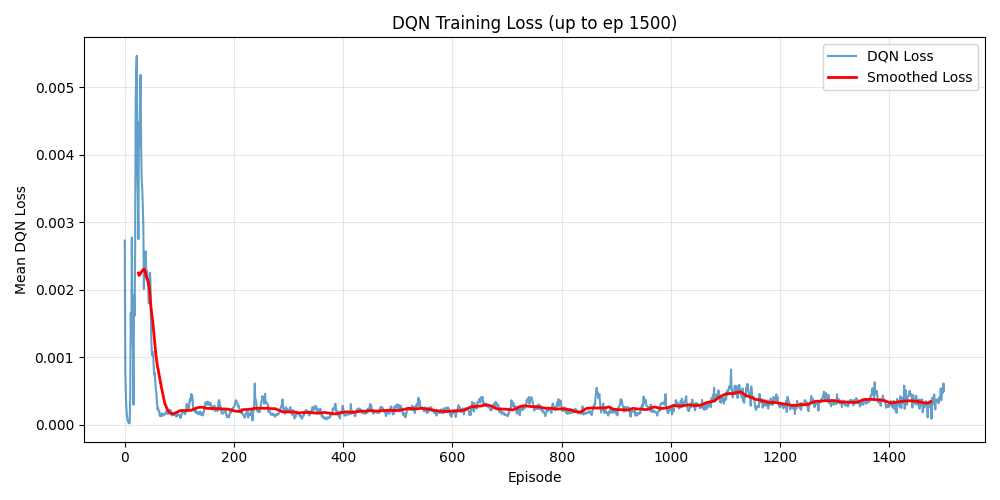 DQN Training Loss (up to ep 1500)
DQN Loss
Smoothed Loss
Mean DQN Loss
0.005
0.004
0.003
0.002
0.001
0.000
0 200 400 600 800 1000 1200 1400
Episode